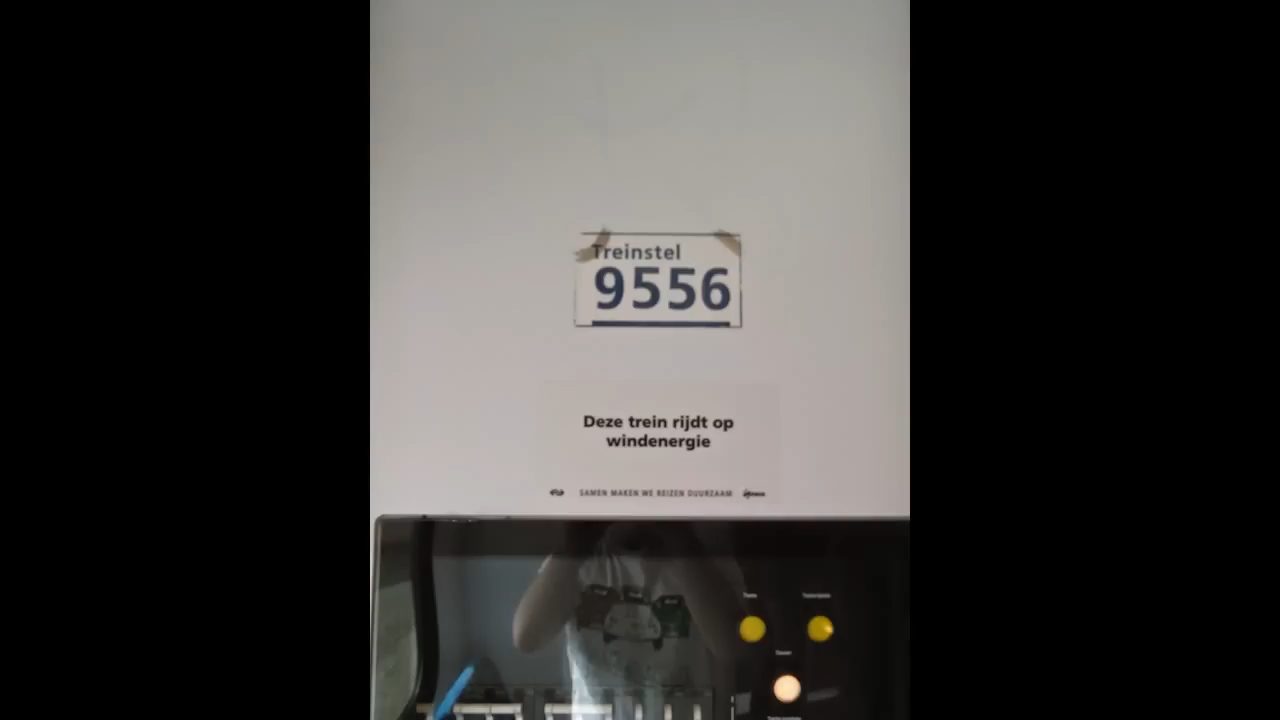 Treinstel
9556
Deze trein rijdt op
windenergie
SAMEN MAKEN WE REIZEN DUURZAAM